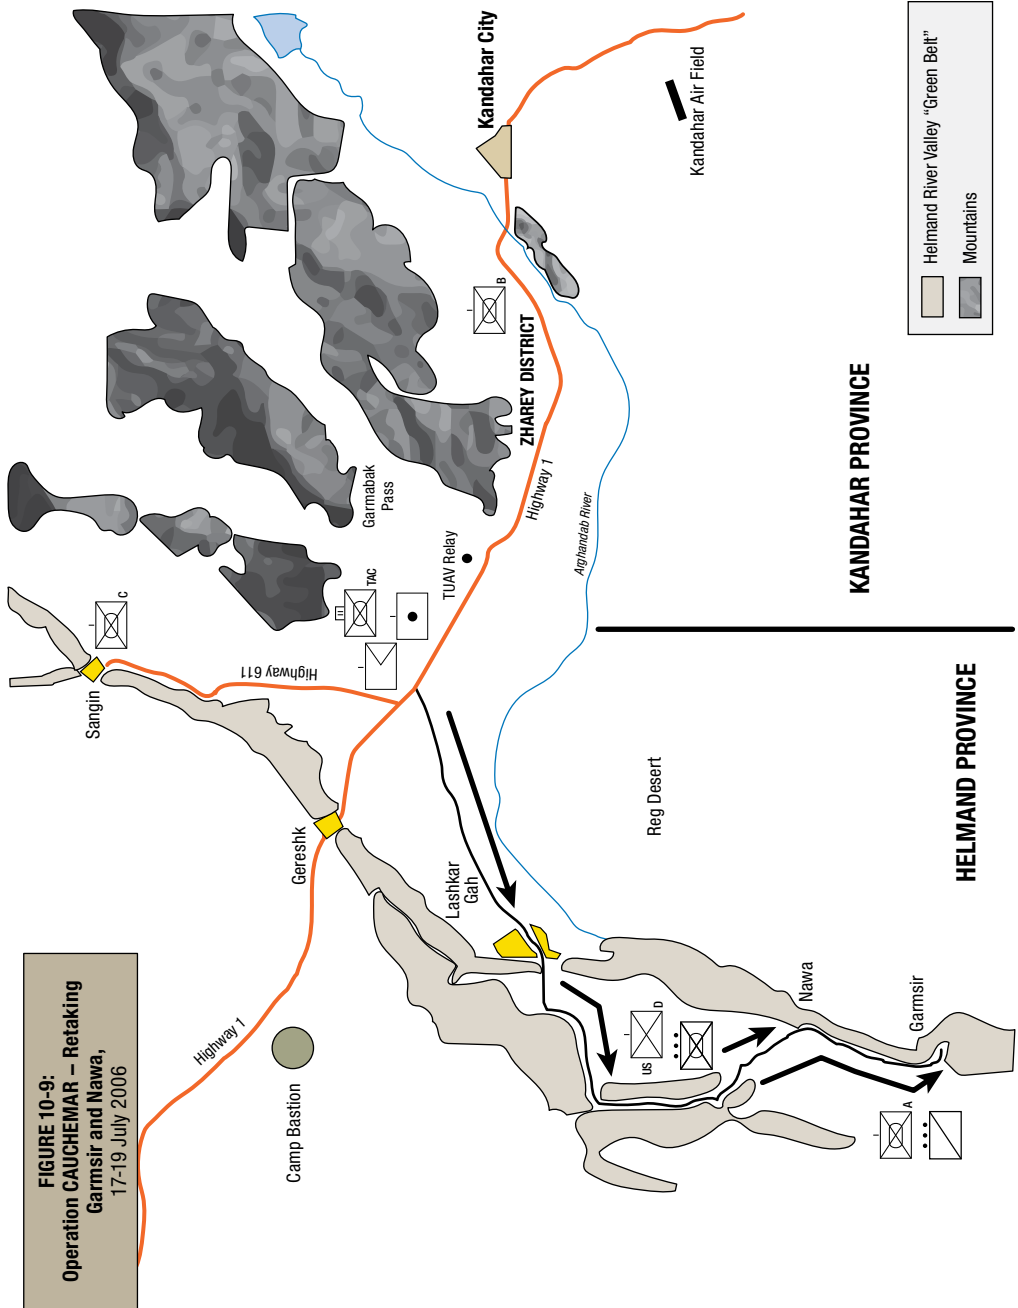 FIGURE 10-9:
Operation CAUCHEMAR – Retaking
Garmsir and Nawa,
17-19 July 2006
Highway 1
Camp Bastion
Gereshk
Sangin
C
Highway 611
TAC
Garmabak
Pass
TUAV Relay
Highway 1
ZHAREY DISTRICT
B
Kandahar City
Kandahar Air Field
Arghandab River
Lashkar
Gah
Reg Desert
US
D
Nawa
Garmsir
A
HELMAND PROVINCE
KANDAHAR PROVINCE
Helmand River Valley “Green Belt”
Mountains